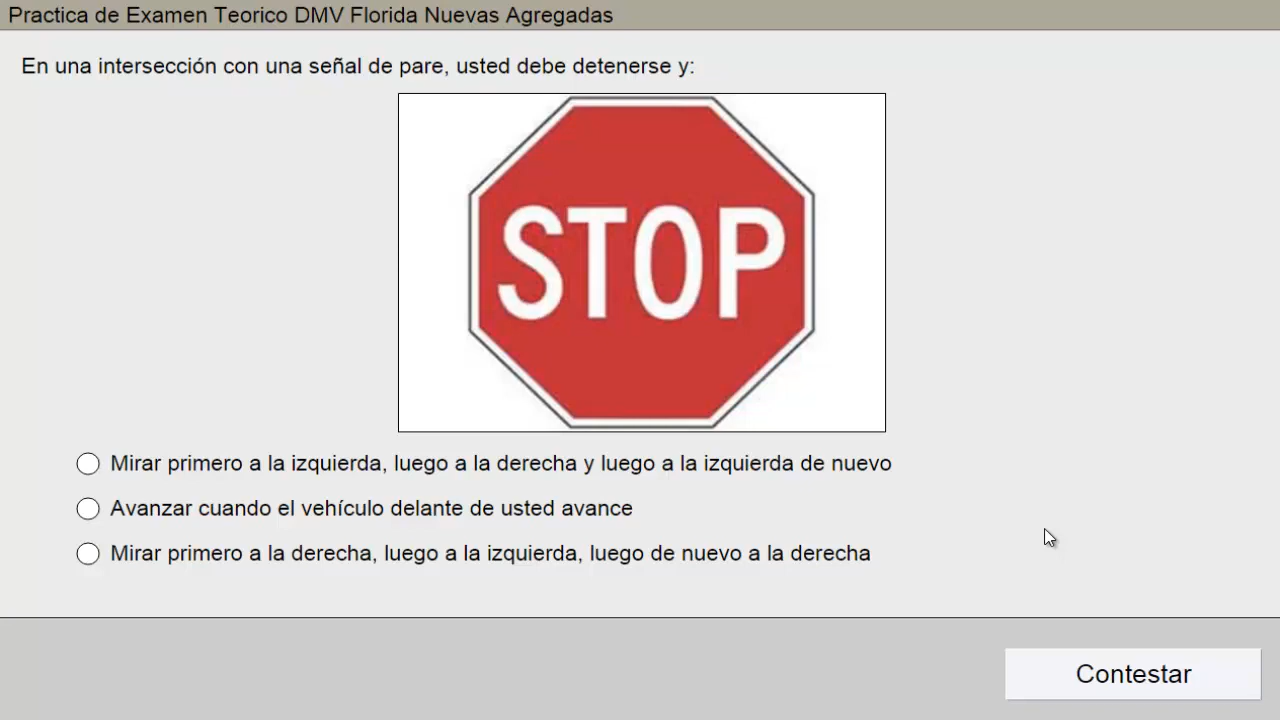 Practica de Examen Teorico DMV Florida Nuevas Agregadas
En una intersección con una señal de pare, usted debe detenerse y:
STOP
Mirar primero a la izquierda, luego a la derecha y luego a la izquierda de nuevo
Avanzar cuando el vehículo delante de usted avance
Mirar primero a la derecha, luego a la izquierda, luego de nuevo a la derecha
Contestar